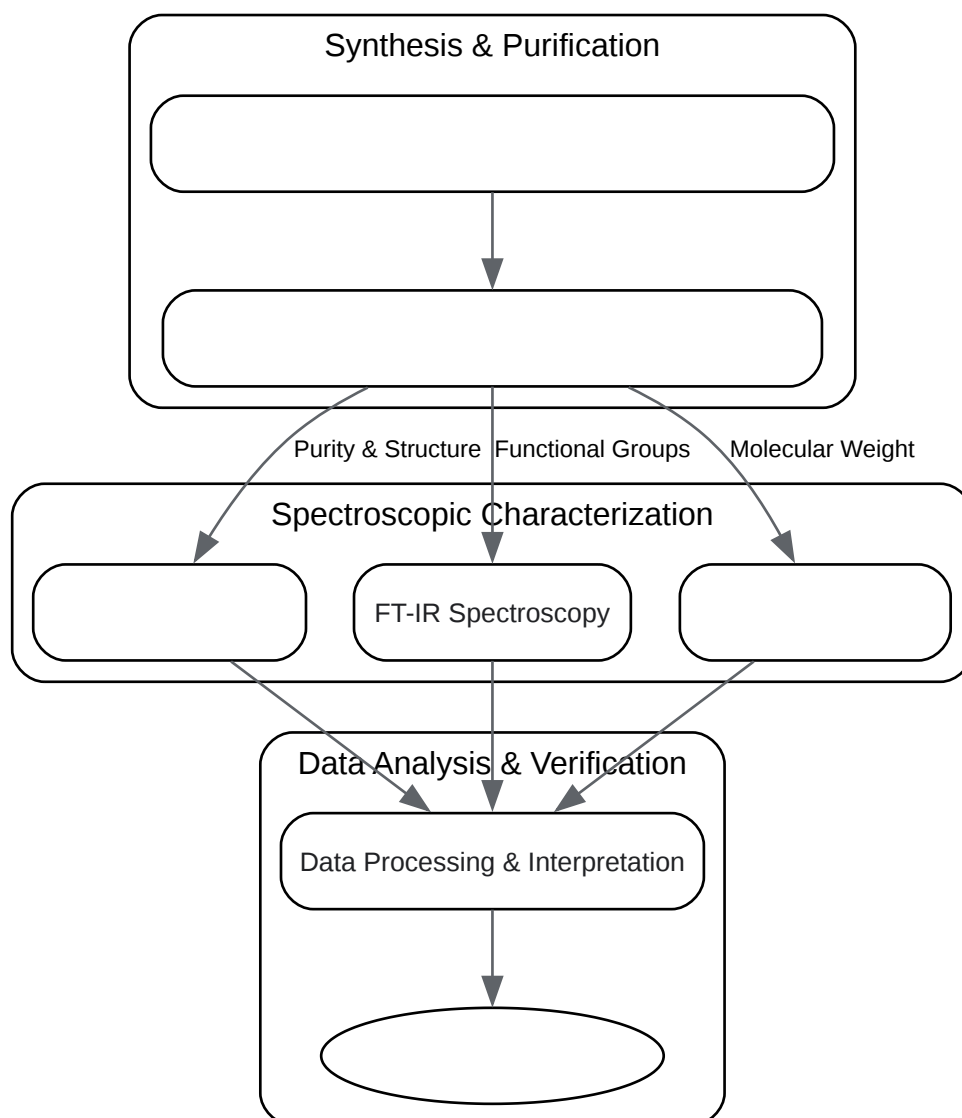 Synthesis & Purification
Purity & Structure
Functional Groups
Molecular Weight
Spectroscopic Characterization
FT-IR Spectroscopy
Data Analysis & Verification
Data Processing & Interpretation